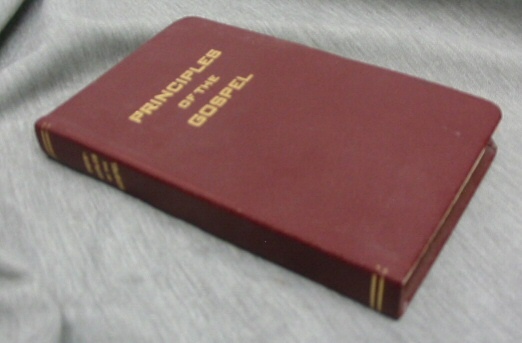 PRINCIPLES
OF THE
GOSPEL